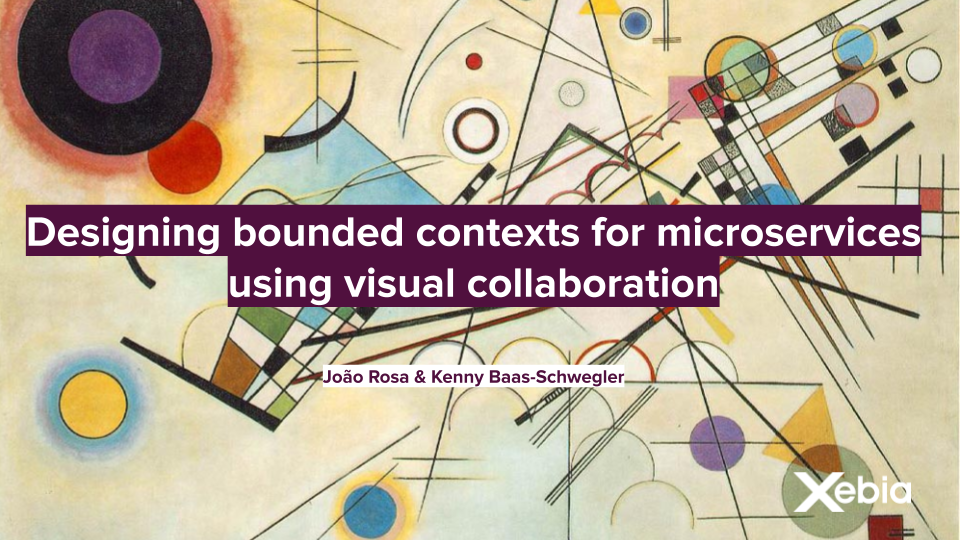 Designing bounded contexts for microservices
using visual collaboration
João Rosa & Kenny Baas-Schwegler
Xebia